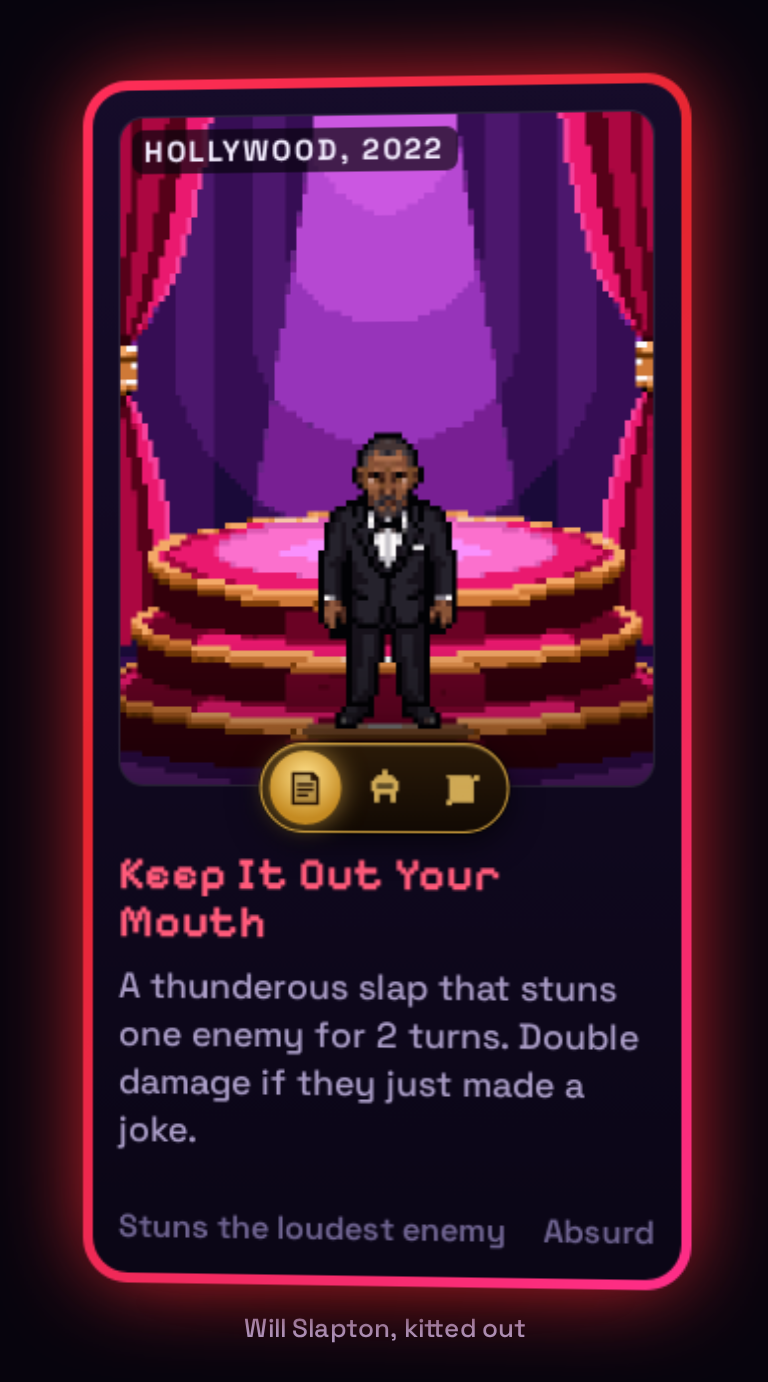 HOLLYWOOD, 2022
Keep It Out Your
Mouth
A thunderous slap that stuns
one enemy for 2 turns. Double
damage if they just made a
joke.
Stuns the loudest enemy Absurd
Will Slapton, kitted out